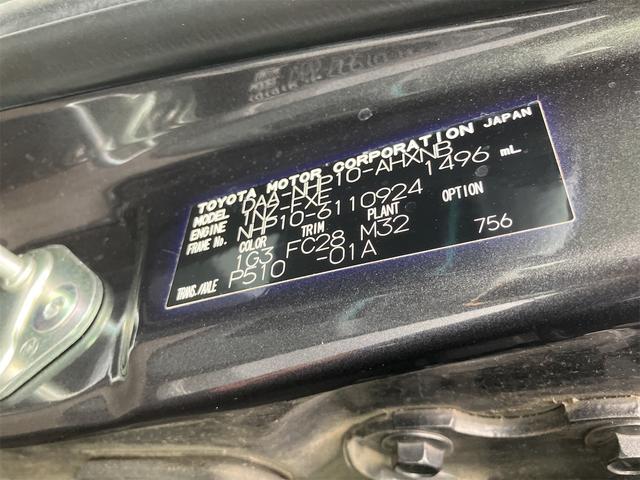 TOYOTA MOTOR CORPORATION JAPAN
MODEL DAA-NHP10-AHXNB
ENGINE 1NZ-FXE 1496 mL
FRAME No. NHP10-6110924
COLOR TRIM PLANT OPTION
1G3 FC28 M32 756
TRANS./AXLE P510 -01A